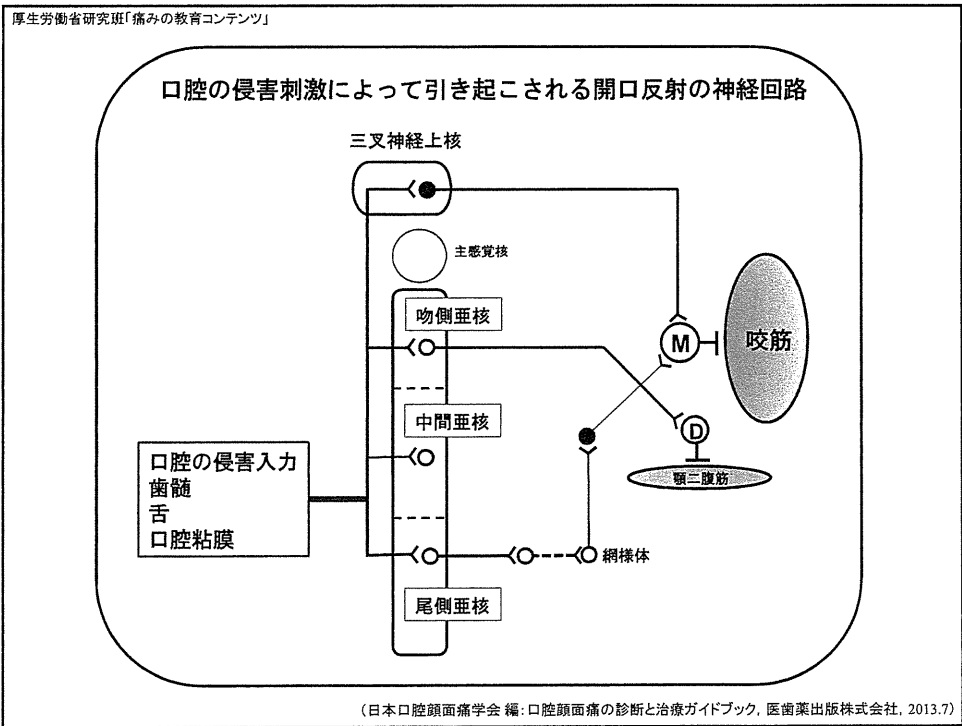 厚生労働省研究班「痛みの教育コンテンツ」
口腔の侵害刺激によって引き起こされる開口反射の神経回路
三叉神経上核
主感覚核
吻側亜核
M
咬筋
中間亜核
D
顎二腹筋
口腔の侵害入力
歯髄
舌
口腔粘膜
網様体
尾側亜核
(日本口腔顔面痛学会 編:口腔顔面痛の診断と治療ガイドブック, 医歯薬出版株式会社, 2013.7)